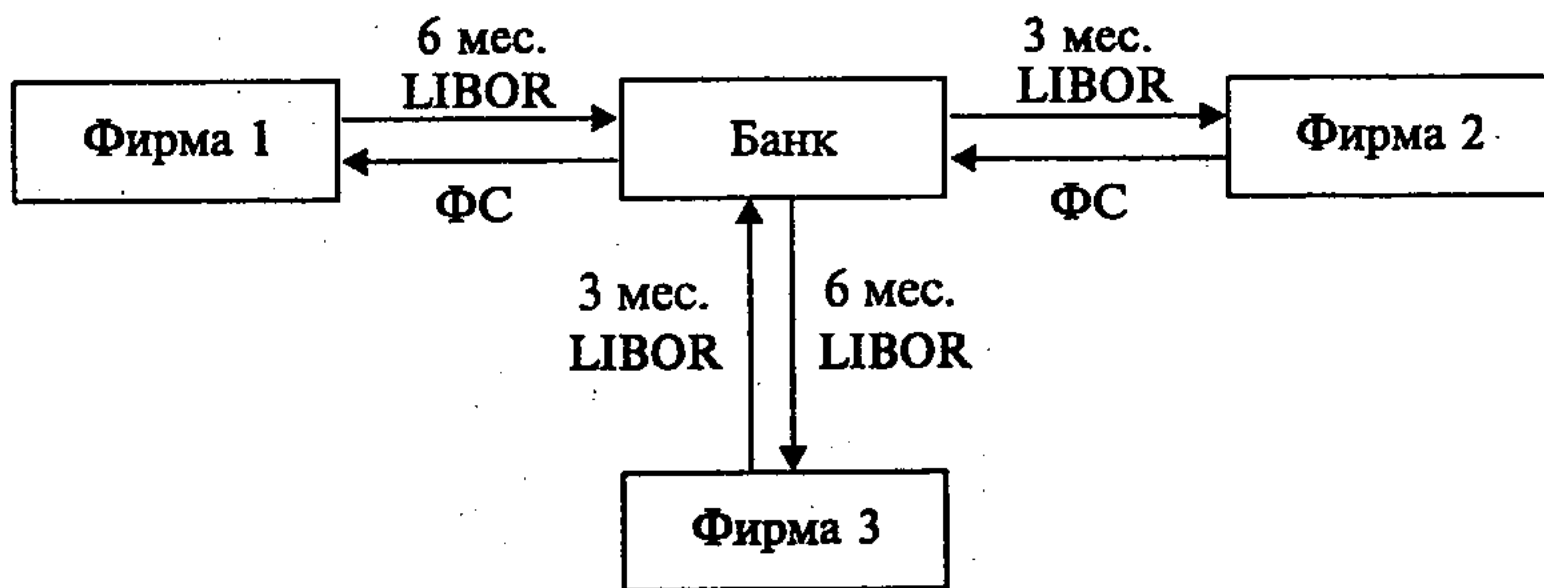 6 мес.
LIBOR
3 мес.
LIBOR
Фирма 1
Банк
Фирма 2
ФС
ФС
3 мес.
LIBOR
6 мес.
LIBOR
Фирма 3